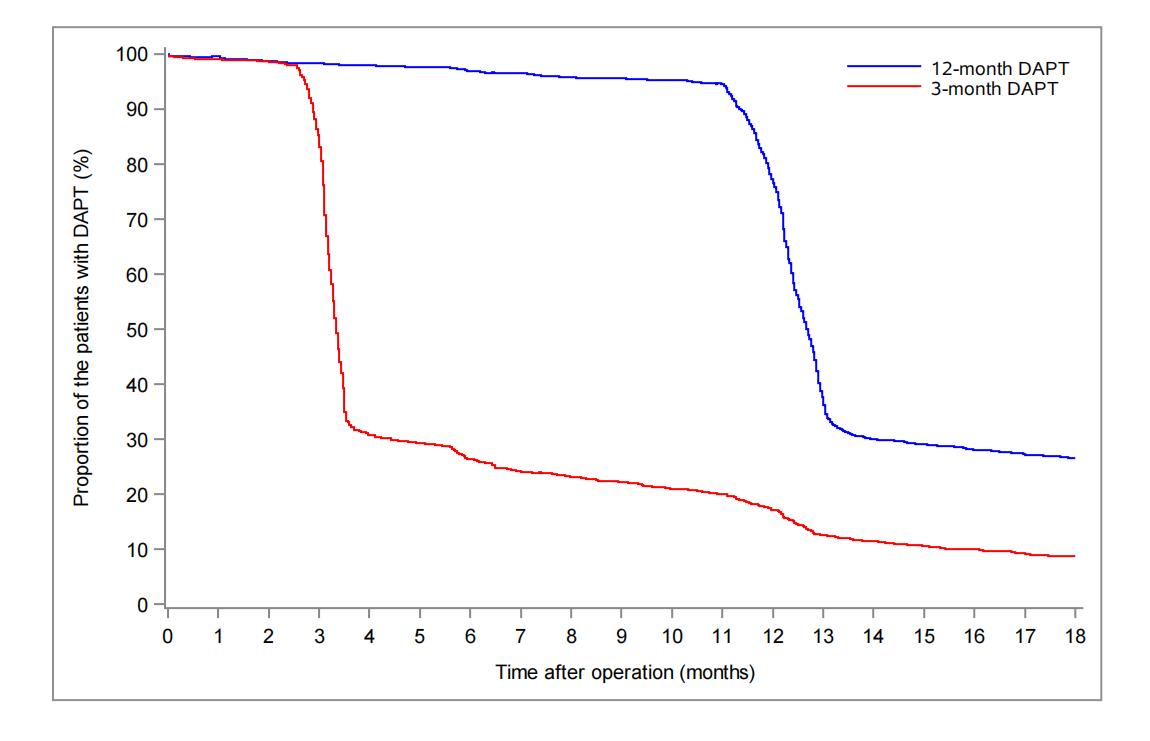 100
90
80
70
60
50
40
30
20
10
0
Proportion of the patients with DAPT (%)
12-month DAPT
3-month DAPT
0 1 2 3 4 5 6 7 8 9 10 11 12 13 14 15 16 17 18
Time after operation (months)